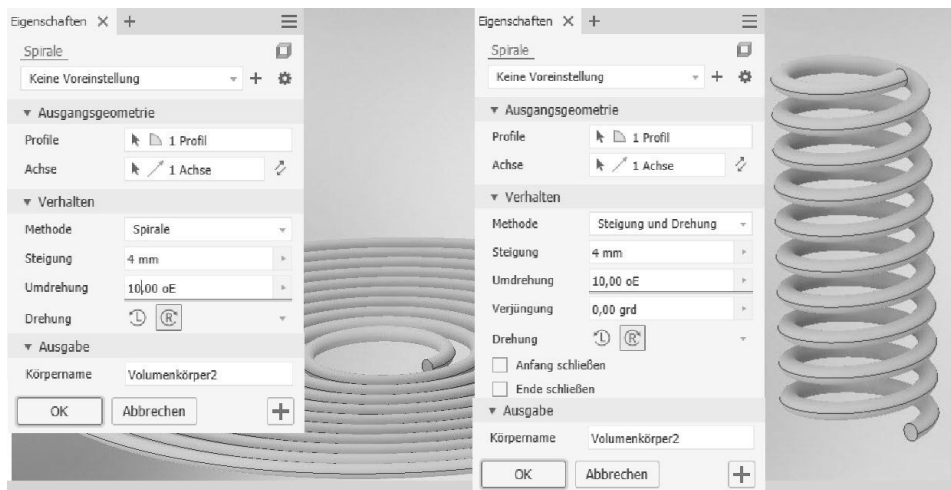 Eigenschaften × +
Spirale
Keine Voreinstellung
Ausgangsgeometrie
Profile 1 Profil
Achse 1 Achse
Verhalten
Methode Spirale
Steigung 4 mm
Umdrehung 10,00 oE
Drehung L R
Ausgabe
Körpername Volumenkörper2
OK Abbrechen +
Eigenschaften × +
Spirale
Keine Voreinstellung
Ausgangsgeometrie
Profile 1 Profil
Achse 1 Achse
Verhalten
Methode Steigung und Drehung
Steigung 4 mm
Umdrehung 10,00 oE
Verjüngung 0,00 grd
Drehung L R
Anfang schließen
Ende schließen
Ausgabe
Körpername Volumenkörper2
OK Abbrechen +